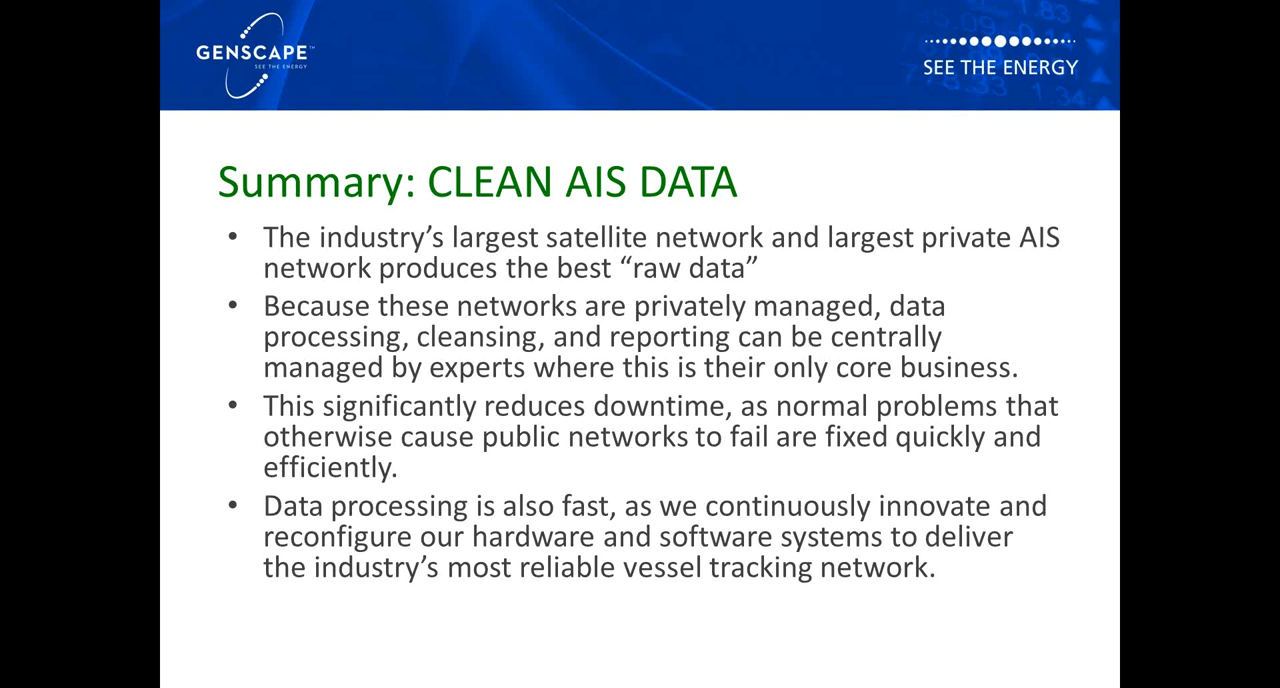 GENSCAPE™
SEE THE ENERGY
SEE THE ENERGY
Summary: CLEAN AIS DATA
• The industry’s largest satellite network and largest private AIS
network produces the best “raw data”
• Because these networks are privately managed, data
processing, cleansing, and reporting can be centrally
managed by experts where this is their only core business.
• This significantly reduces downtime, as normal problems that
otherwise cause public networks to fail are fixed quickly and
efficiently.
• Data processing is also fast, as we continuously innovate and
reconfigure our hardware and software systems to deliver
the industry’s most reliable vessel tracking network.